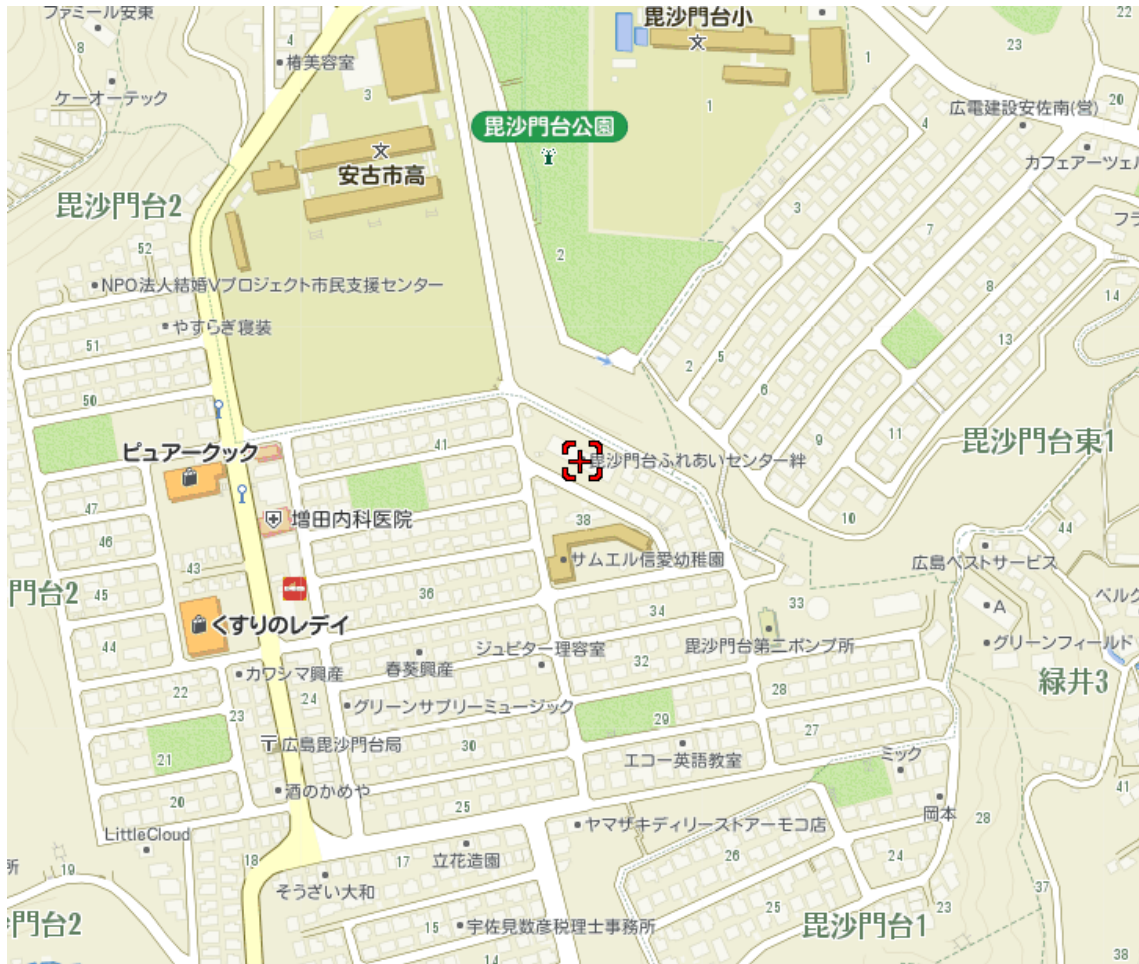 ファミール安東
毘沙門台小
22
4
8
椿美容室
1
23
ケーオーテック
3
20
広電建設安佐南(営)
1
4
毘沙門台公園
カフェアーツェル
安古市高
毘沙門台2
3
フラ
7
52
2
NPO法人結婚Vプロジェクト市民支援センター
8
14
やすらぎ寝装
13
51
5
2
6
50
41
9
11
毘沙門台東1
ピュアークック
毘沙門台ふれあいセンター絆
47
増田内科医院
38
10
44
46
サムエル信愛幼稚園
広島ベストサービス
43
門台2
45
36
34
33
A
ベルク
くすりのレデイ
44
ジュピター理容室
毘沙門台第二ポンプ所
グリーンフィールド
春葵興産
32
カワシマ興産
緑井3
22
24
28
23
グリーンサプリーミュージック
29
27
〒広島毘沙門台局
30
エコー英語教室
ミック
21
酒のかめや
41
20
25
岡本
28
LittleCloud
ヤマザキディリーストアーモコ店
所
19
18
17
立花造園
26
24
そうざい大和
37
25
23
門台2
15
宇佐見数彦税理士事務所
毘沙門台1
14
38